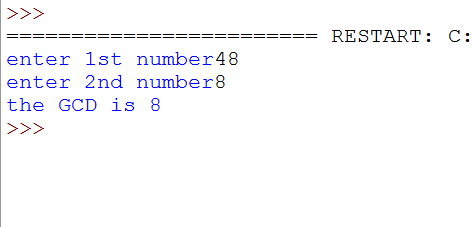 >>>
======================== RESTART: C:
enter 1st number48
enter 2nd number8
the GCD is 8
>>>